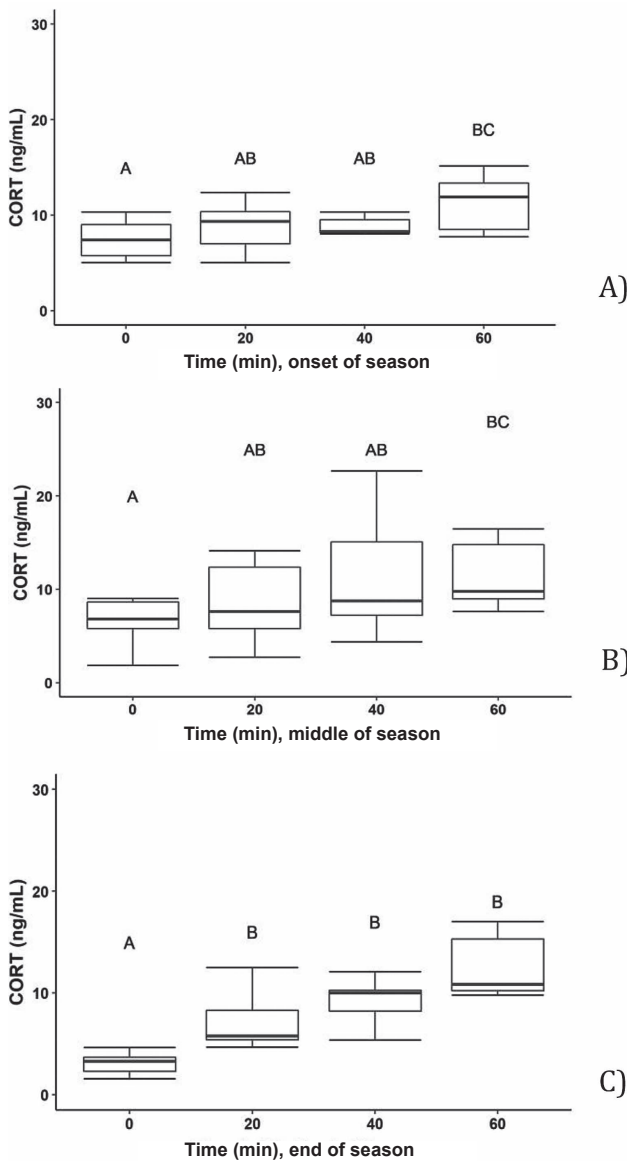 30
20
10
0
CORT (ng/mL)
A
AB
AB
BC
0
20
40
60
Time (min), onset of season
A)
30
20
10
0
CORT (ng/mL)
A
AB
AB
BC
0
20
40
60
Time (min), middle of season
B)
30
20
10
0
CORT (ng/mL)
A
B
B
B
0
20
40
60
Time (min), end of season
C)